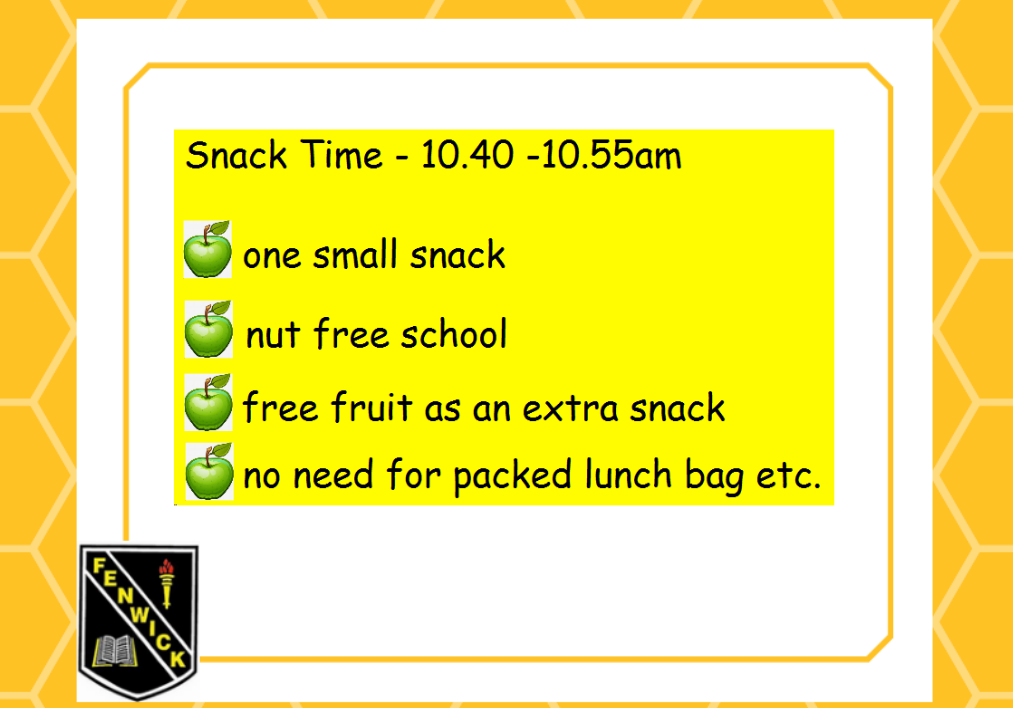 Snack Time - 10.40 -10.55am
one small snack
nut free school
free fruit as an extra snack
no need for packed lunch bag etc.
FENWICK